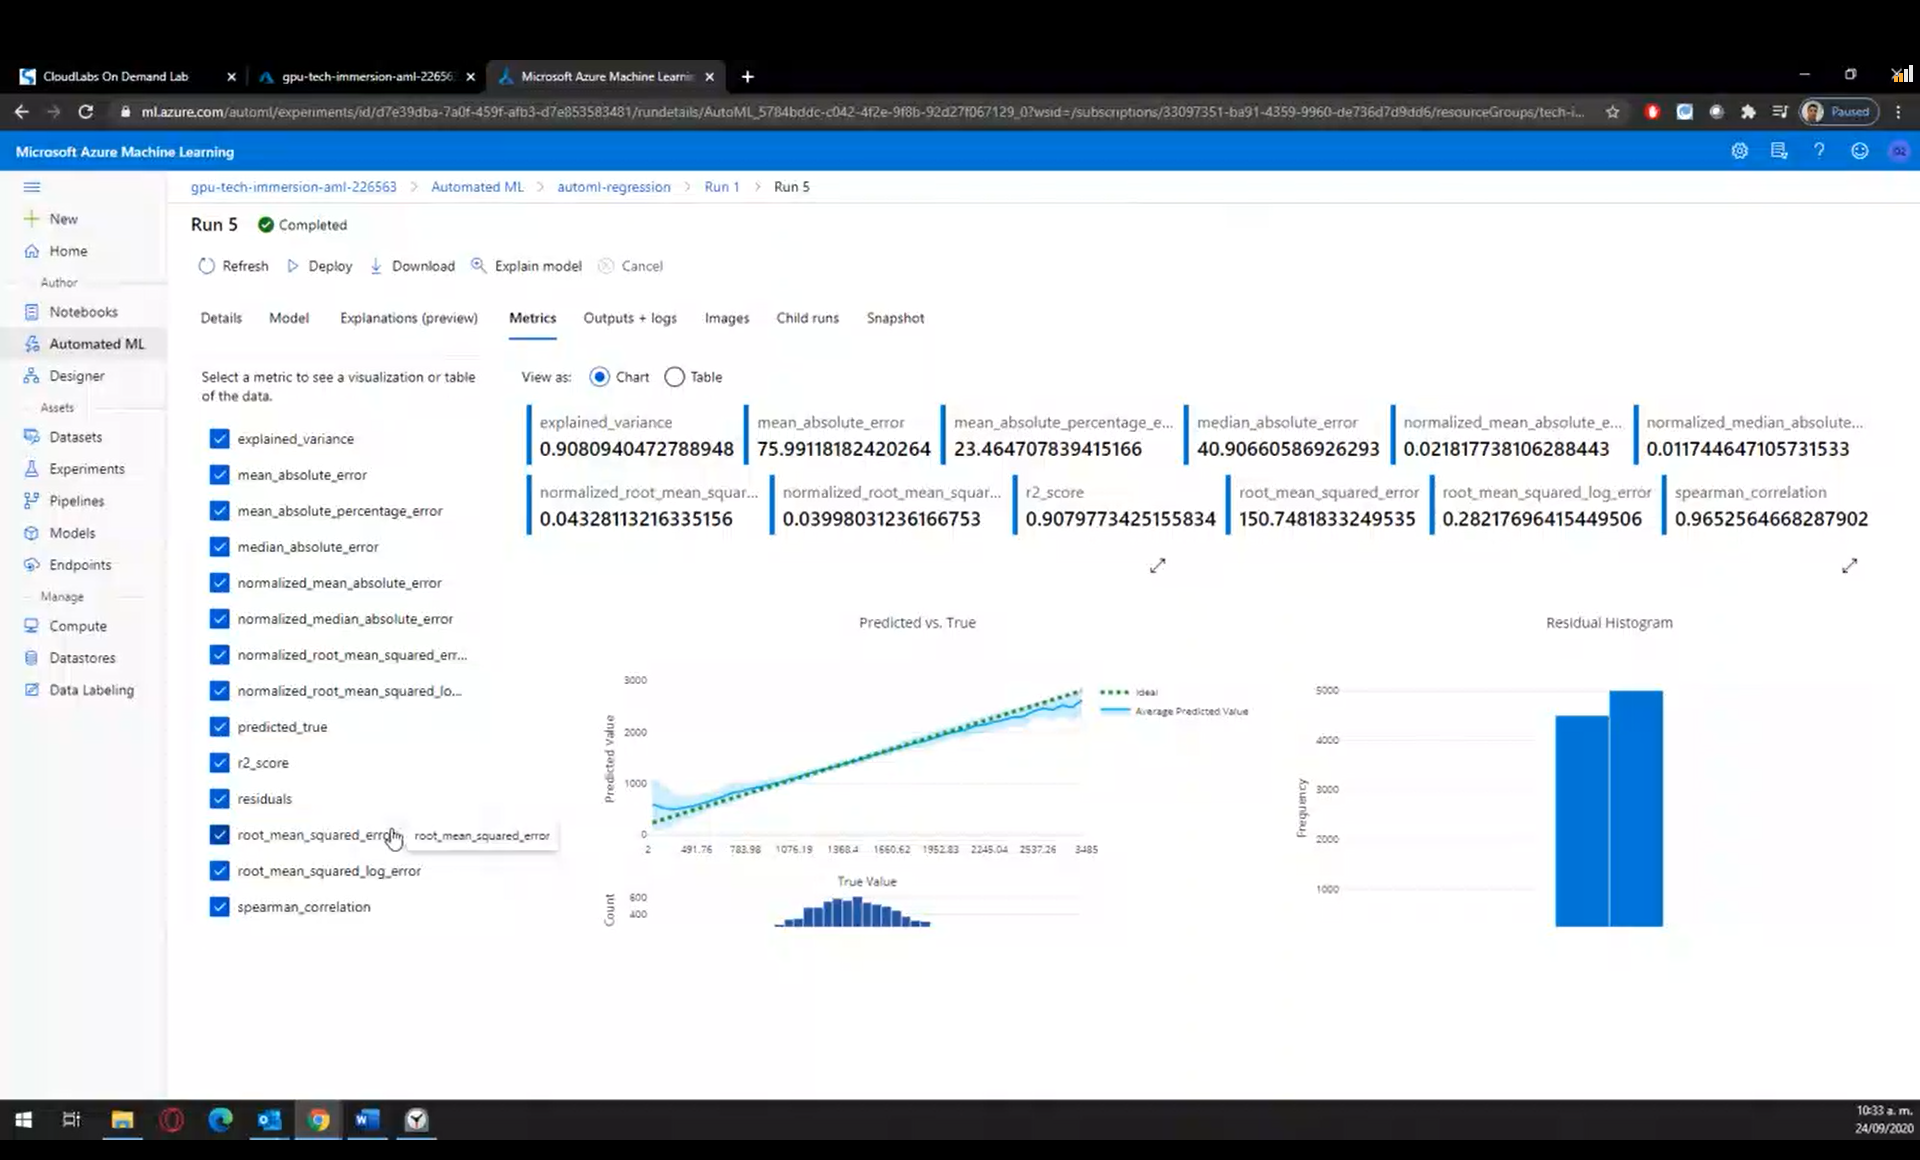 CloudLabs On Demand Lab
gpu-tech-immersion-aml-22656
Microsoft Azure Machine Learnin
ml.azure.com/automl/experiments/id/d7e39dba-7a0f-459f-afb3-d7e853583481/rundetails/AutoML_5784bddc-c042-4f2e-9f8b-92d27f067129_0?wsid=/subscriptions/33097351-ba91-4359-9960-de736d7d9dd6/resourceGroups/tech-i...
Paused
Microsoft Azure Machine Learning
gpu-tech-immersion-aml-226563 > Automated ML > automl-regression > Run 1 > Run 5
New
Home
Author
Notebooks
Automated ML
Designer
Assets
Datasets
Experiments
Pipelines
Models
Endpoints
Manage
Compute
Datastores
Data Labeling
Run 5 Completed
Refresh Deploy Download Explain model Cancel
Details Model Explanations (preview) Metrics Outputs + logs Images Child runs Snapshot
Select a metric to see a visualization or table
of the data.
explained_variance
mean_absolute_error
mean_absolute_percentage_error
median_absolute_error
normalized_mean_absolute_error
normalized_median_absolute_error
normalized_root_mean_squared_err...
normalized_root_mean_squared_lo...
predicted_true
r2_score
residuals
root_mean_squared_error
root_mean_squared_error
root_mean_squared_log_error
spearman_correlation
View as: Chart Table
explained_variance mean_absolute_error mean_absolute_percentage_e... median_absolute_error normalized_mean_absolute_e... normalized_median_absolute...
0.9080940472788948 75.99118182420264 23.464707839415166 40.90660586926293 0.021817738106288443 0.011744647105731533
normalized_root_mean_squar... normalized_root_mean_squar... r2_score root_mean_squared_error root_mean_squared_log_error spearman_correlation
0.04328113216335156 0.03998031236166753 0.9079773425155834 150.7481833249535 0.28217696415449506 0.9652564668287902
Predicted vs. True
Predicted Value
3000
2000
1000
0
2 491.76 783.98 1076.19 1368.4 1660.62 1952.83 2245.04 2537.26 3485
Ideal
Average Predicted Value
True Value
Count
600
400
Residual Histogram
Frequency
5000
4000
3000
2000
1000
10:33 a. m.
24/09/2020